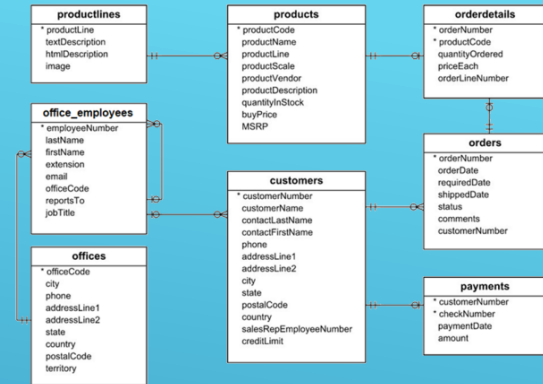 productlines
* productLine
textDescription
htmlDescription
image
products
* productCode
productName
productLine
productScale
productVendor
productDescription
quantityInStock
buyPrice
MSRP
orderdetails
* orderNumber
* productCode
quantityOrdered
priceEach
orderLineNumber
office_employees
* employeeNumber
lastName
firstName
extension
email
officeCode
reportsTo
jobTitle
customers
* customerNumber
customerName
contactLastName
contactFirstName
phone
addressLine1
addressLine2
city
state
postalCode
country
salesRepEmployeeNumber
creditLimit
orders
* orderNumber
orderDate
requiredDate
shippedDate
status
comments
customerNumber
offices
* officeCode
city
phone
addressLine1
addressLine2
state
country
postalCode
territory
payments
* customerNumber
* checkNumber
paymentDate
amount